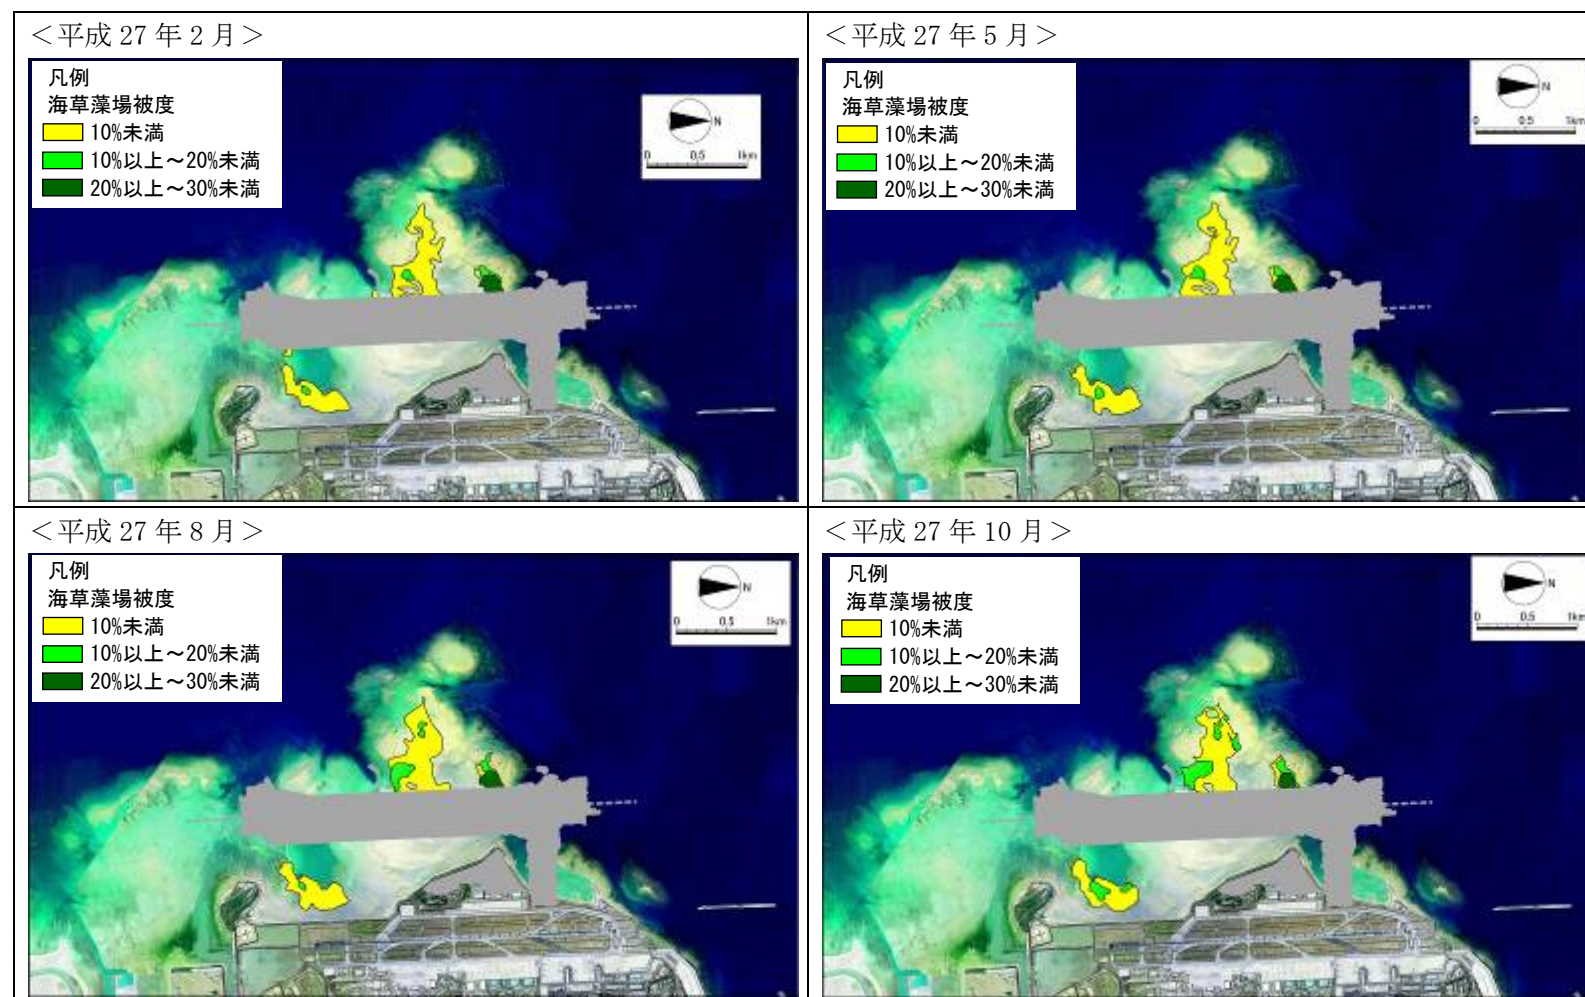 ＜平成 27 年 2 月＞
凡例
海草藻場被度
10%未満
10%以上～20%未満
20%以上～30%未満
N
0 0.5 1km
＜平成 27 年 5 月＞
凡例
海草藻場被度
10%未満
10%以上～20%未満
20%以上～30%未満
N
0 0.5 1km
＜平成 27 年 8 月＞
凡例
海草藻場被度
10%未満
10%以上～20%未満
20%以上～30%未満
N
0 0.5 1km
＜平成 27 年 10 月＞
凡例
海草藻場被度
10%未満
10%以上～20%未満
20%以上～30%未満
N
0 0.5 1km